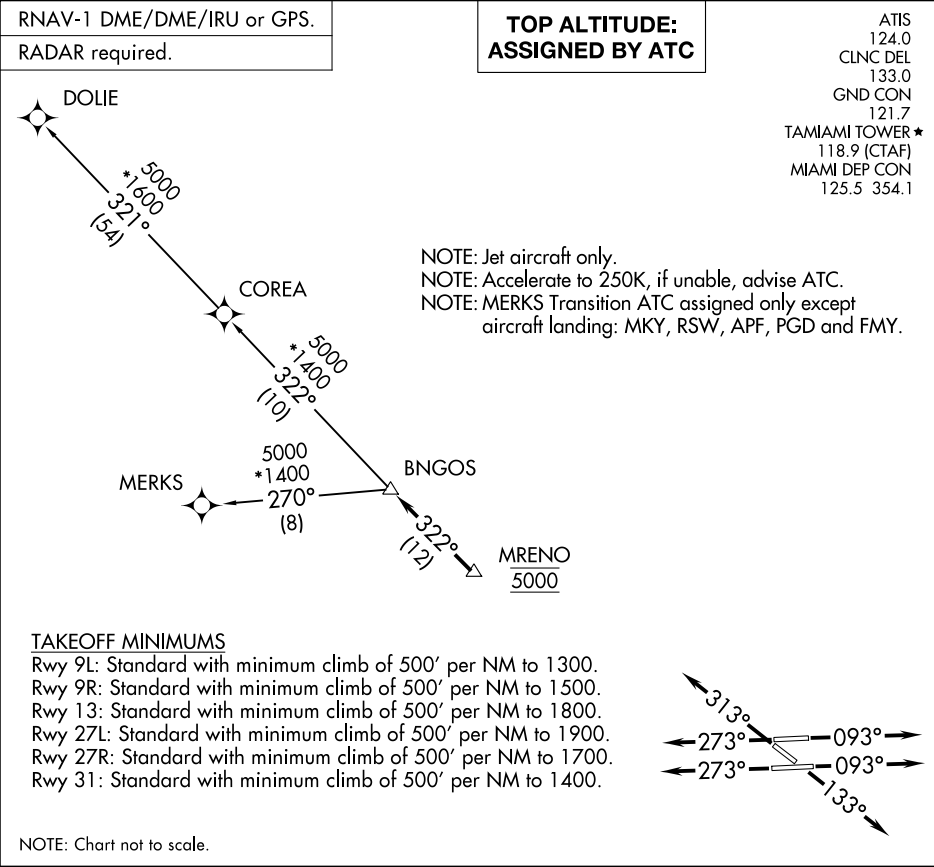 RNAV-1 DME/DME/IRU or GPS.
RADAR required.
TOP ALTITUDE:
ASSIGNED BY ATC
ATIS
124.0
CLNC DEL
133.0
GND CON
121.7
TAMIAMI TOWER★
118.9 (CTAF)
MIAMI DEP CON
125.5 354.1
DOLIE
5000
*1600
321°
(54)
COREA
NOTE: Jet aircraft only.
NOTE: Accelerate to 250K, if unable, advise ATC.
NOTE: MERKS Transition ATC assigned only except
aircraft landing: MKY, RSW, APF, PGD and FMY.
5000
*1400
322°
(10)
BNGOS
MERKS
5000
*1400
270°
(8)
322°
(12)
MRENO
5000
TAKEOFF MINIMUMS
Rwy 9L: Standard with minimum climb of 500' per NM to 1300.
Rwy 9R: Standard with minimum climb of 500' per NM to 1500.
Rwy 13: Standard with minimum climb of 500' per NM to 1800.
Rwy 27L: Standard with minimum climb of 500' per NM to 1900.
Rwy 27R: Standard with minimum climb of 500' per NM to 1700.
Rwy 31: Standard with minimum climb of 500' per NM to 1400.
313°
273° 093°
273° 093°
133°
NOTE: Chart not to scale.